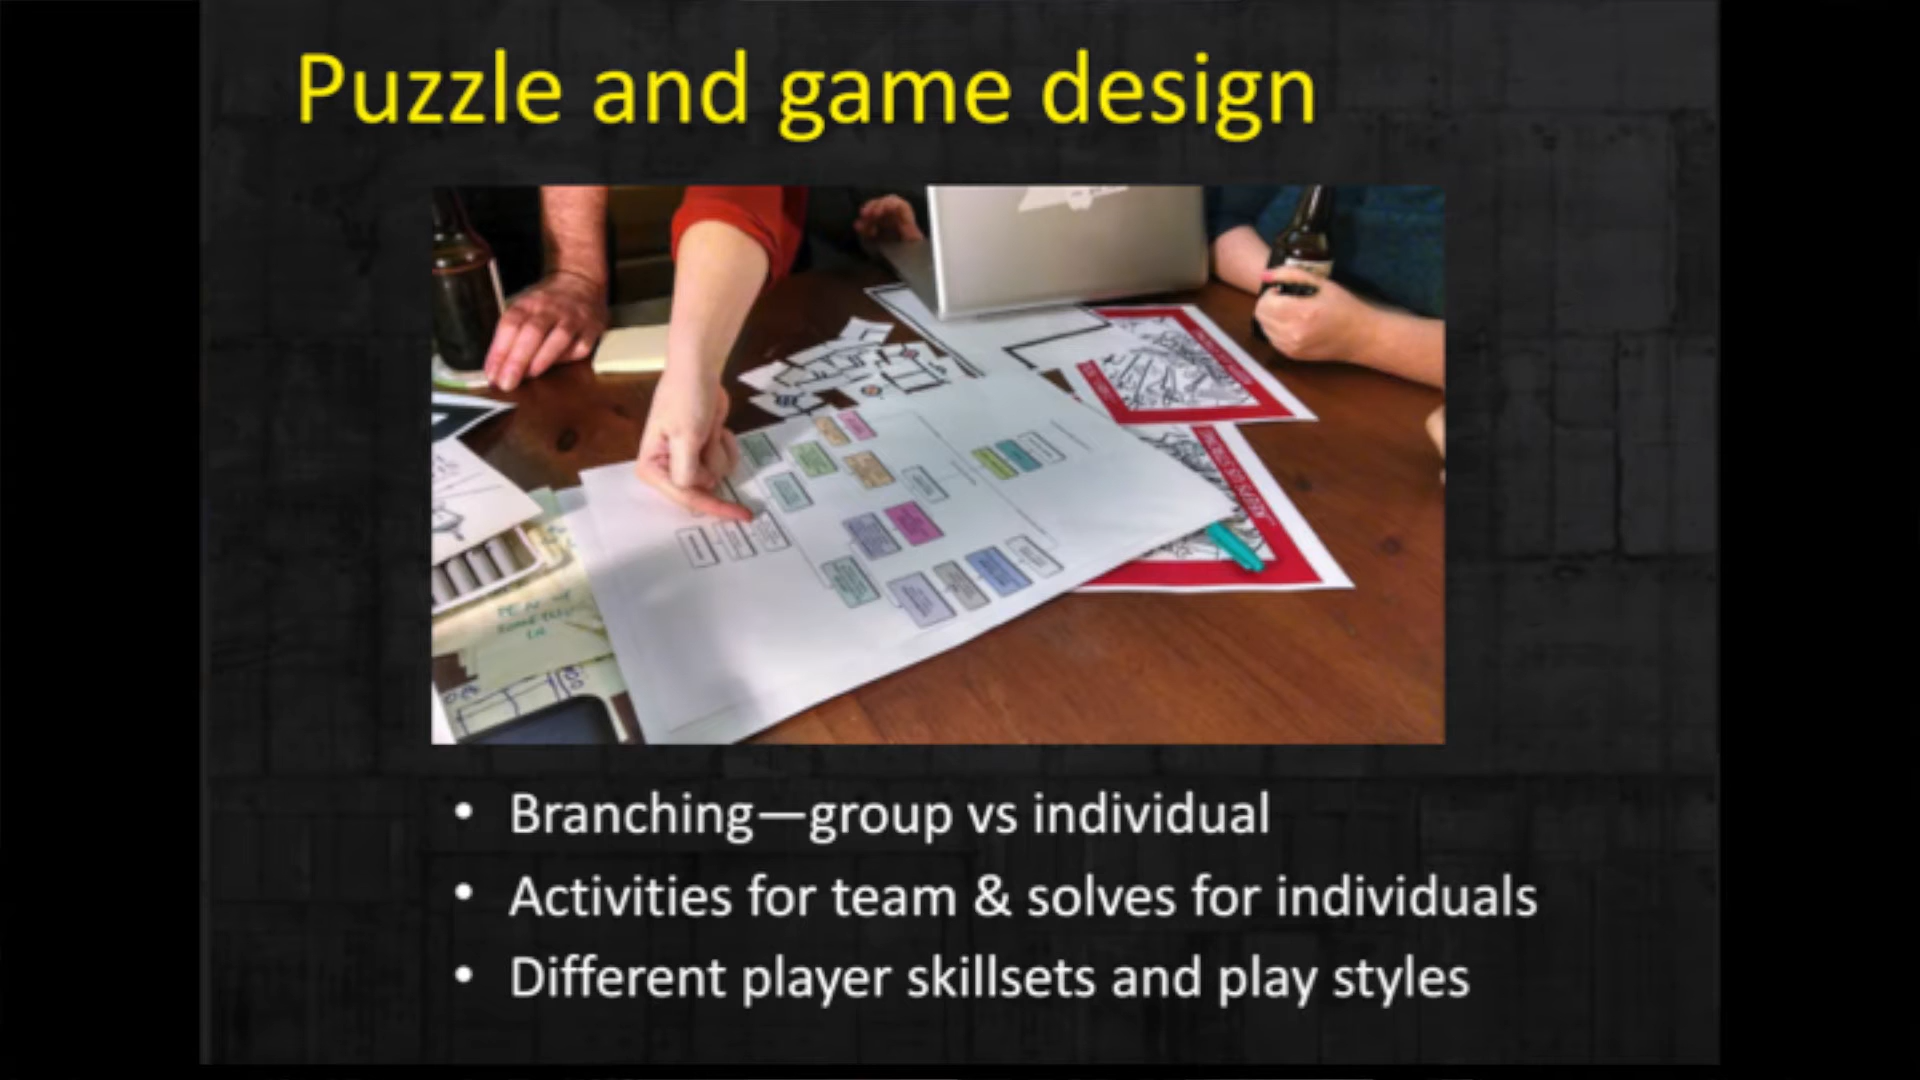 Puzzle and game design
• Branching—group vs individual
• Activities for team & solves for individuals
• Different player skillsets and play styles